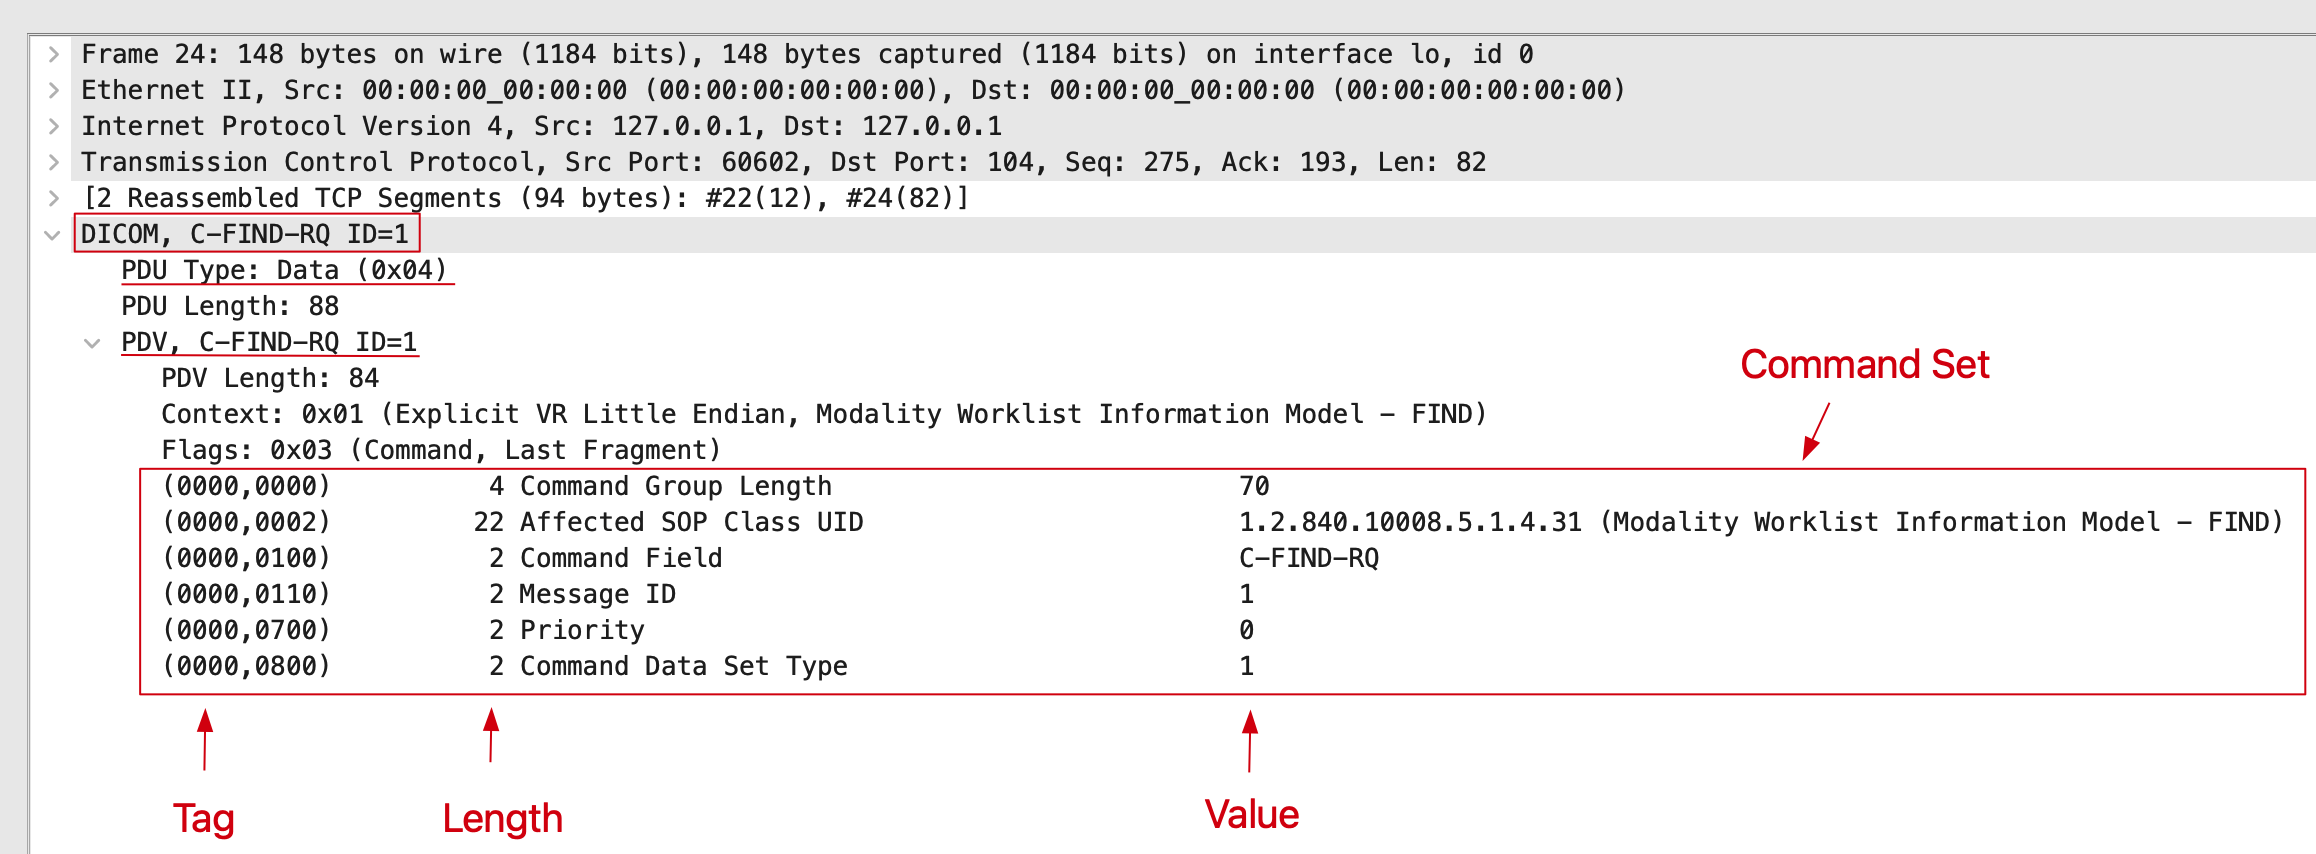 Frame 24: 148 bytes on wire (1184 bits), 148 bytes captured (1184 bits) on interface lo, id 0
Ethernet II, Src: 00:00:00_00:00:00 (00:00:00:00:00:00), Dst: 00:00:00_00:00:00 (00:00:00:00:00:00)
Internet Protocol Version 4, Src: 127.0.0.1, Dst: 127.0.0.1
Transmission Control Protocol, Src Port: 60602, Dst Port: 104, Seq: 275, Ack: 193, Len: 82
[2 Reassembled TCP Segments (94 bytes): #22(12), #24(82)]
DICOM, C-FIND-RQ ID=1
PDU Type: Data (0x04)
PDU Length: 88
PDV, C-FIND-RQ ID=1
PDV Length: 84
Command Set
Context: 0x01 (Explicit VR Little Endian, Modality Worklist Information Model – FIND)
Flags: 0x03 (Command, Last Fragment)
(0000,0000) 4 Command Group Length 70
(0000,0002) 22 Affected SOP Class UID 1.2.840.10008.5.1.4.31 (Modality Worklist Information Model – FIND)
(0000,0100) 2 Command Field C-FIND-RQ
(0000,0110) 2 Message ID 1
(0000,0700) 2 Priority 0
(0000,0800) 2 Command Data Set Type 1
Tag Length Value